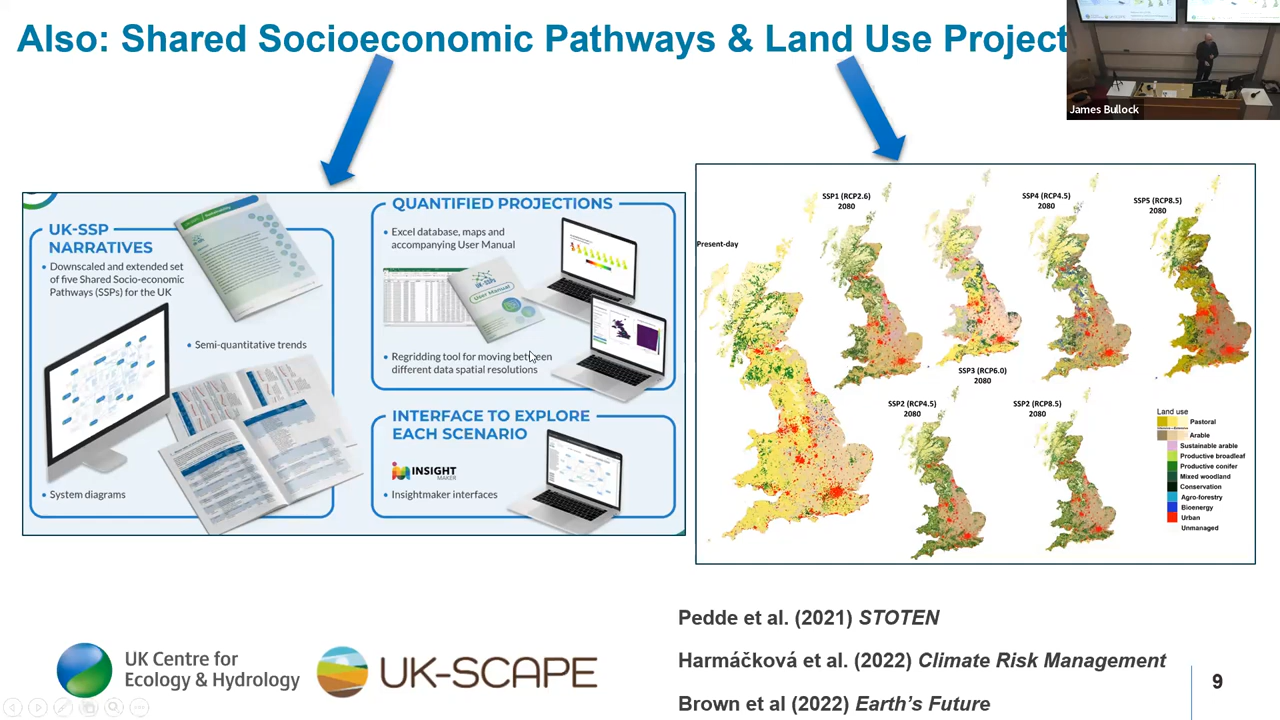 Also: Shared Socioeconomic Pathways & Land Use Project
James Bullock
UK-SSP
NARRATIVES
• Downscaled and extended set
of five Shared Socio-economic
Pathways (SSPs) for the UK
• Semi-quantitative trends
• System diagrams
QUANTIFIED PROJECTIONS
• Excel database, maps and
accompanying User Manual
UK-SSPs
User Manual
• Regridding tool for moving between
different data spatial resolutions
INTERFACE TO EXPLORE
EACH SCENARIO
INSIGHT
MAKER
• Insightmaker interfaces
Present-day
SSP1 (RCP2.6)
2080
SSP4 (RCP4.5)
2080
SSP5 (RCP8.5)
2080
SSP3 (RCP6.0)
2080
SSP2 (RCP4.5)
2080
SSP2 (RCP8.5)
2080
Land use
Pastoral
Arable
Sustainable arable
Productive broadleaf
Productive conifer
Mixed woodland
Conservation
Agro-forestry
Bioenergy
Urban
Unmanaged
Pedde et al. (2021) STOTEN
Harmáčková et al. (2022) Climate Risk Management
Brown et al (2022) Earth's Future
UK Centre for
Ecology & Hydrology
UK-SCAPE
9